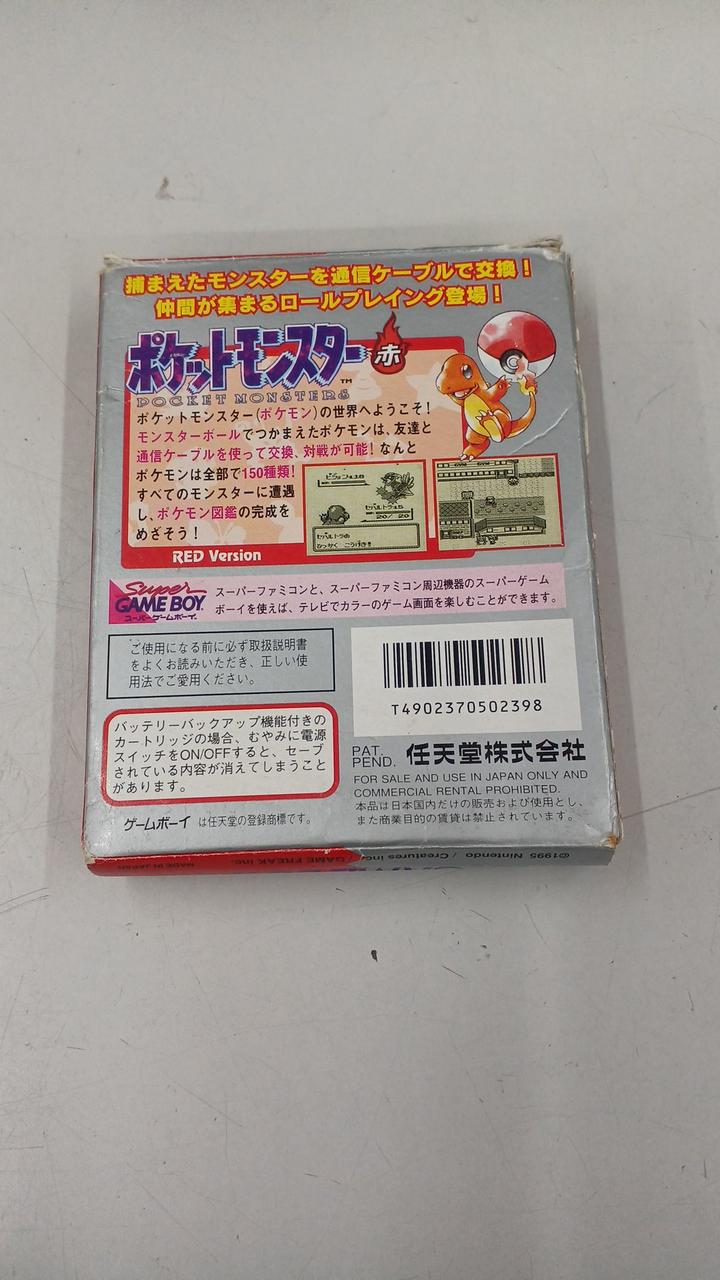 捕まえたモンスターを通信ケーブルで交換！
仲間が集まるロールプレイング登場！
ポケットモンスター 赤
TM
POCKET MONSTERS
ポケットモンスター(ポケモン)の世界へようこそ！
モンスターボールでつかまえたポケモンは、友達と
通信ケーブルを使って交換、対戦が可能！なんと
ポケモンは全部で150種類！
すべてのモンスターに遭遇
し、ポケモン図鑑の完成を
めざそう！
RED Version
Super
GAME BOY
スーパーゲームボーイ
スーパーファミコンと、スーパーファミコン周辺機器のスーパーゲーム
ボーイを使えば、テレビでカラーのゲーム画面を楽しむことができます。
ご使用になる前に必ず取扱説明書
をよくお読みいただき、正しい使
用法でご愛用ください。
T4902370502398
バッテリーバックアップ機能付きの
カートリッジの場合、むやみに電源
スイッチをON/OFFすると、セーブ
されている内容が消えてしまうこと
があります。
PAT.
PEND. 任天堂株式会社
FOR SALE AND USE IN JAPAN ONLY AND
COMMERCIAL RENTAL PROHIBITED.
本品は日本国内だけの販売および使用とし、
また商業目的の賃貸は禁止されています。
ゲームボーイ は任天堂の登録商標です。
©1995 Nintendo / Creatures inc. / GAME FREAK inc.
MADE IN JAPAN